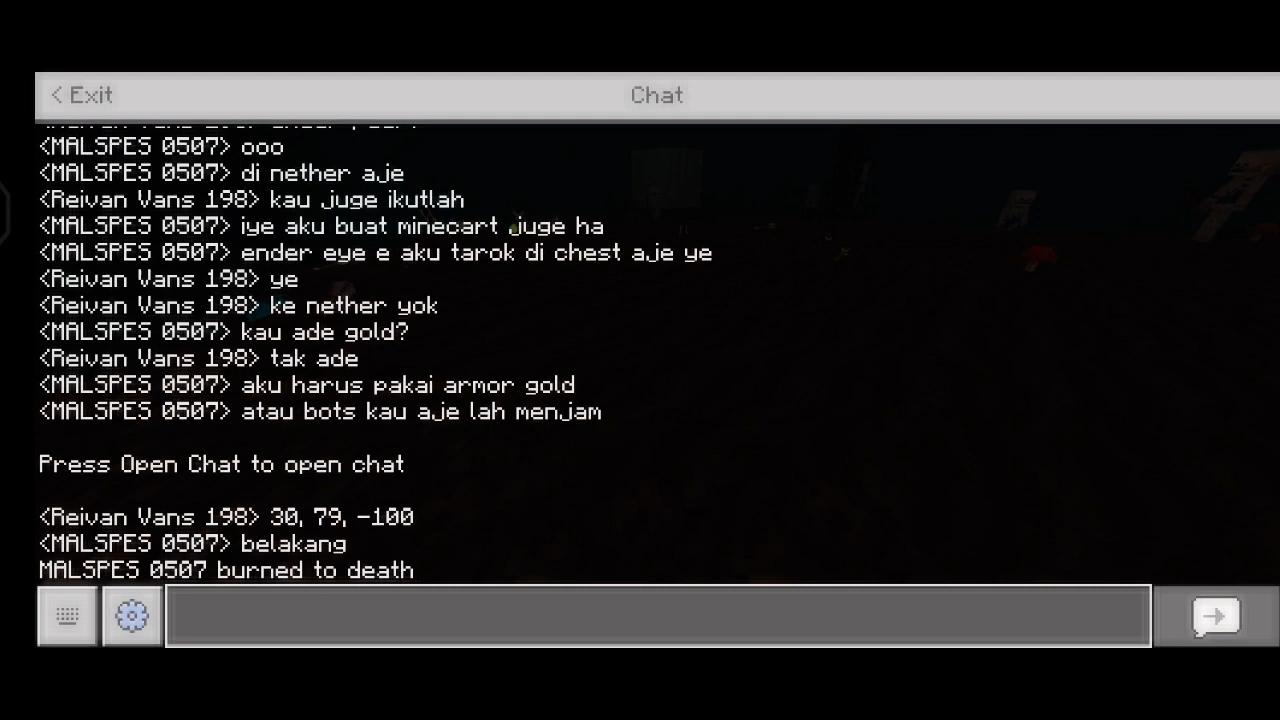 < Exit
Chat
<MALSPES 0507> ooo
<MALSPES 0507> di nether aje
<Reivan Vans 198> kau juge ikutlah
<MALSPES 0507> iye aku buat minecart juge ha
<MALSPES 0507> ender eye e aku tarok di chest aje ye
<Reivan Vans 198> ye
<Reivan Vans 198> ke nether yok
<MALSPES 0507> kau ade gold?
<Reivan Vans 198> tak ade
<MALSPES 0507> aku harus pakai armor gold
<MALSPES 0507> atau bots kau aje lah menjam
Press Open Chat to open chat
<Reivan Vans 198> 30, 79, -100
<MALSPES 0507> belakang
MALSPES 0507 burned to death